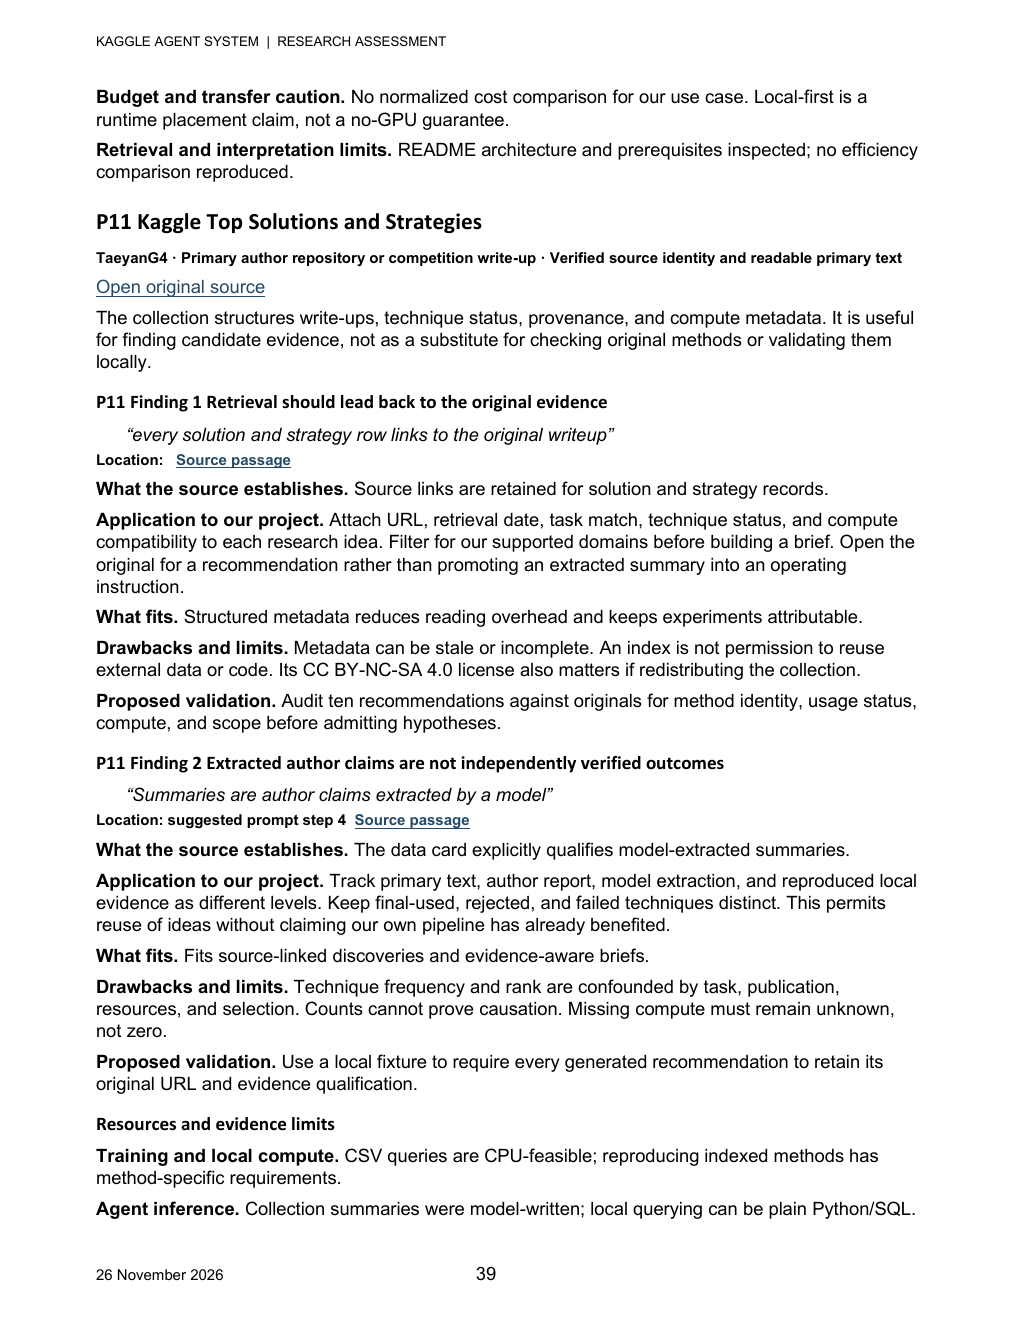 KAGGLE AGENT SYSTEM | RESEARCH ASSESSMENT
Budget and transfer caution. No normalized cost comparison for our use case. Local-first is a
runtime placement claim, not a no-GPU guarantee.
Retrieval and interpretation limits. README architecture and prerequisites inspected; no efficiency
comparison reproduced.
P11 Kaggle Top Solutions and Strategies
TaeyanG4 · Primary author repository or competition write-up · Verified source identity and readable primary text
Open original source
The collection structures write-ups, technique status, provenance, and compute metadata. It is useful
for finding candidate evidence, not as a substitute for checking original methods or validating them
locally.
P11 Finding 1 Retrieval should lead back to the original evidence
“every solution and strategy row links to the original writeup”
Location: Source passage
What the source establishes. Source links are retained for solution and strategy records.
Application to our project. Attach URL, retrieval date, task match, technique status, and compute
compatibility to each research idea. Filter for our supported domains before building a brief. Open the
original for a recommendation rather than promoting an extracted summary into an operating
instruction.
What fits. Structured metadata reduces reading overhead and keeps experiments attributable.
Drawbacks and limits. Metadata can be stale or incomplete. An index is not permission to reuse
external data or code. Its CC BY-NC-SA 4.0 license also matters if redistributing the collection.
Proposed validation. Audit ten recommendations against originals for method identity, usage status,
compute, and scope before admitting hypotheses.
P11 Finding 2 Extracted author claims are not independently verified outcomes
“Summaries are author claims extracted by a model”
Location: suggested prompt step 4 Source passage
What the source establishes. The data card explicitly qualifies model-extracted summaries.
Application to our project. Track primary text, author report, model extraction, and reproduced local
evidence as different levels. Keep final-used, rejected, and failed techniques distinct. This permits
reuse of ideas without claiming our own pipeline has already benefited.
What fits. Fits source-linked discoveries and evidence-aware briefs.
Drawbacks and limits. Technique frequency and rank are confounded by task, publication,
resources, and selection. Counts cannot prove causation. Missing compute must remain unknown,
not zero.
Proposed validation. Use a local fixture to require every generated recommendation to retain its
original URL and evidence qualification.
Resources and evidence limits
Training and local compute. CSV queries are CPU-feasible; reproducing indexed methods has
method-specific requirements.
Agent inference. Collection summaries were model-written; local querying can be plain Python/SQL.
26 November 2026
39